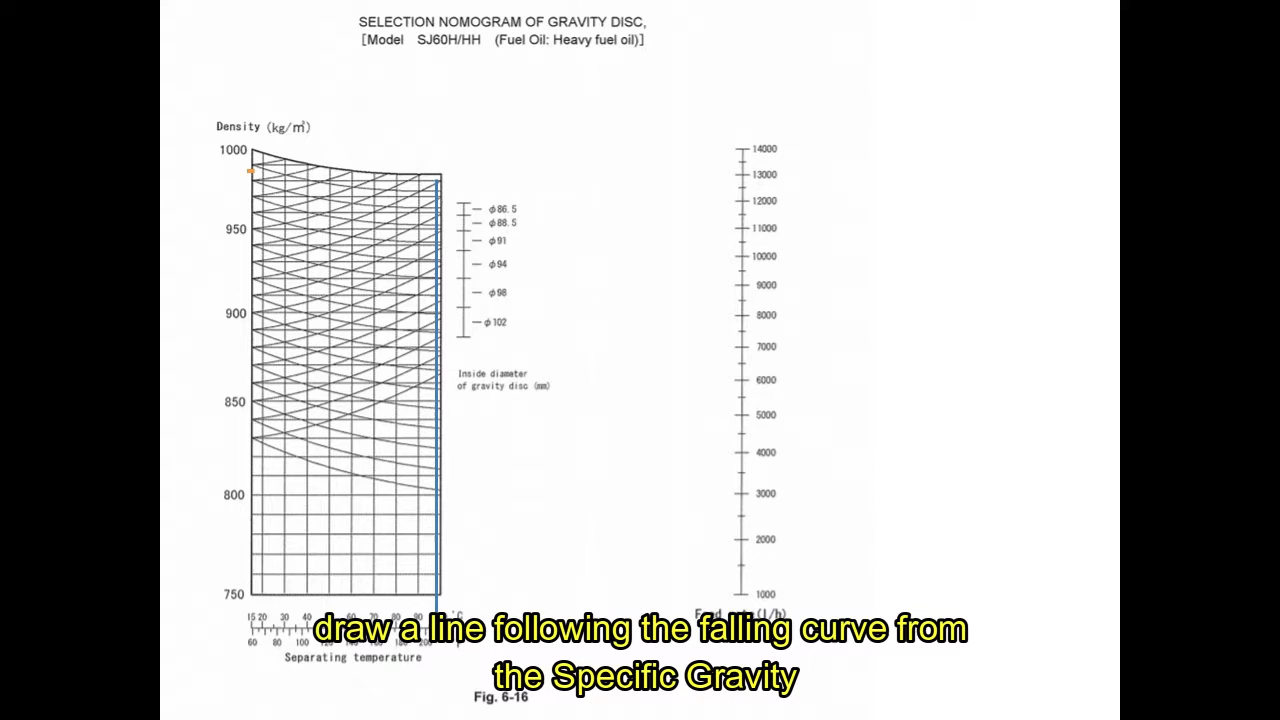 SELECTION NOMOGRAM OF GRAVITY DISC,
[Model SJ60H/HH (Fuel Oil: Heavy fuel oil)]
Density (kg/m³)
1000
950
900
850
800
750
φ86.5
φ88.5
φ91
φ94
φ98
φ102
Inside diameter
of gravity disc (mm)
14000
13000
12000
11000
10000
9000
8000
7000
6000
5000
4000
3000
2000
1000
15 20 30 40 60 70 80 90 °C
60 80 100 140 160 180 200 °F
Separating temperature
draw a line following the falling curve from
the Specific Gravity
Fig. 6-16